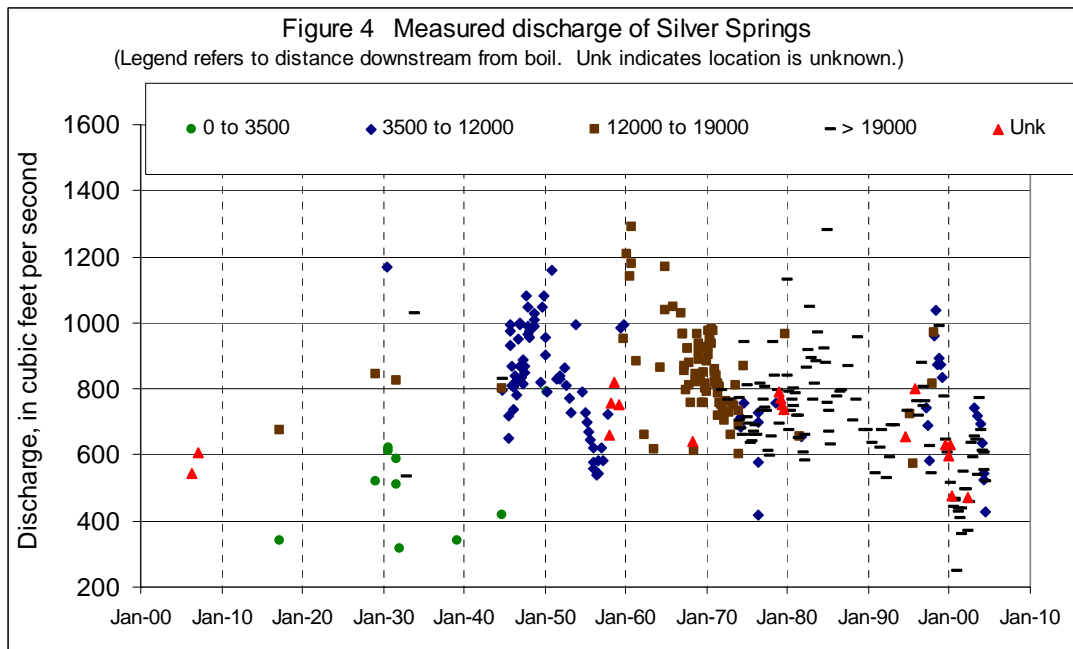 Figure 4 Measured discharge of Silver Springs
(Legend refers to distance downstream from boil. Unk indicates location is unknown.)
0 to 3500 3500 to 12000 12000 to 19000 > 19000 Unk
Discharge, in cubic feet per second
1600
1400
1200
1000
800
600
400
200
Jan-00 Jan-10 Jan-20 Jan-30 Jan-40 Jan-50 Jan-60 Jan-70 Jan-80 Jan-90 Jan-00 Jan-10